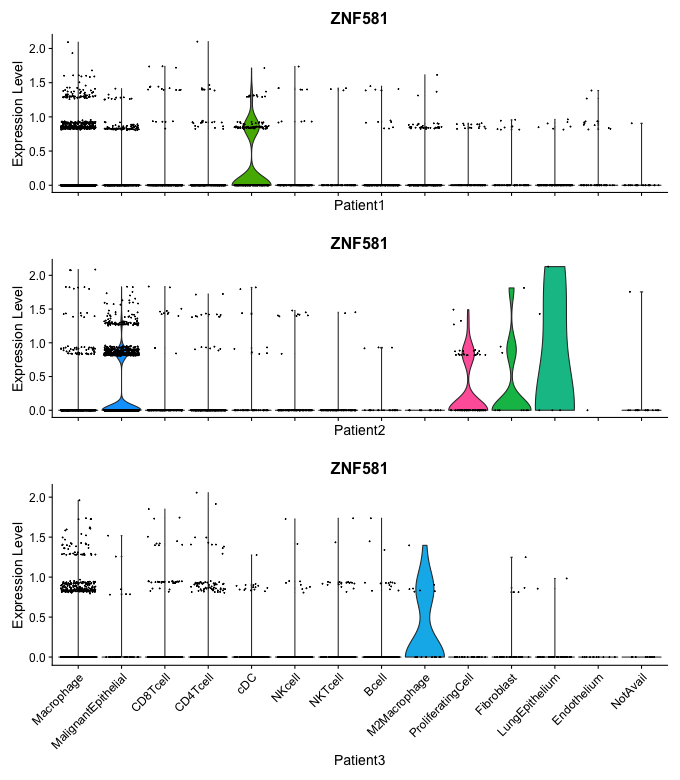 ZNF581
Expression Level
2.0
1.5
1.0
0.5
0.0
Patient1
ZNF581
Expression Level
2.0
1.5
1.0
0.5
0.0
Patient2
ZNF581
Expression Level
2.0
1.5
1.0
0.5
0.0
Macrophage
MalignantEpithelial
CD8Tcell
CD4Tcell
cDC
NKcell
NKTcell
Bcell
M2Macrophage
ProliferatingCell
Fibroblast
LungEpithelium
Endothelium
NotAvail
Patient3